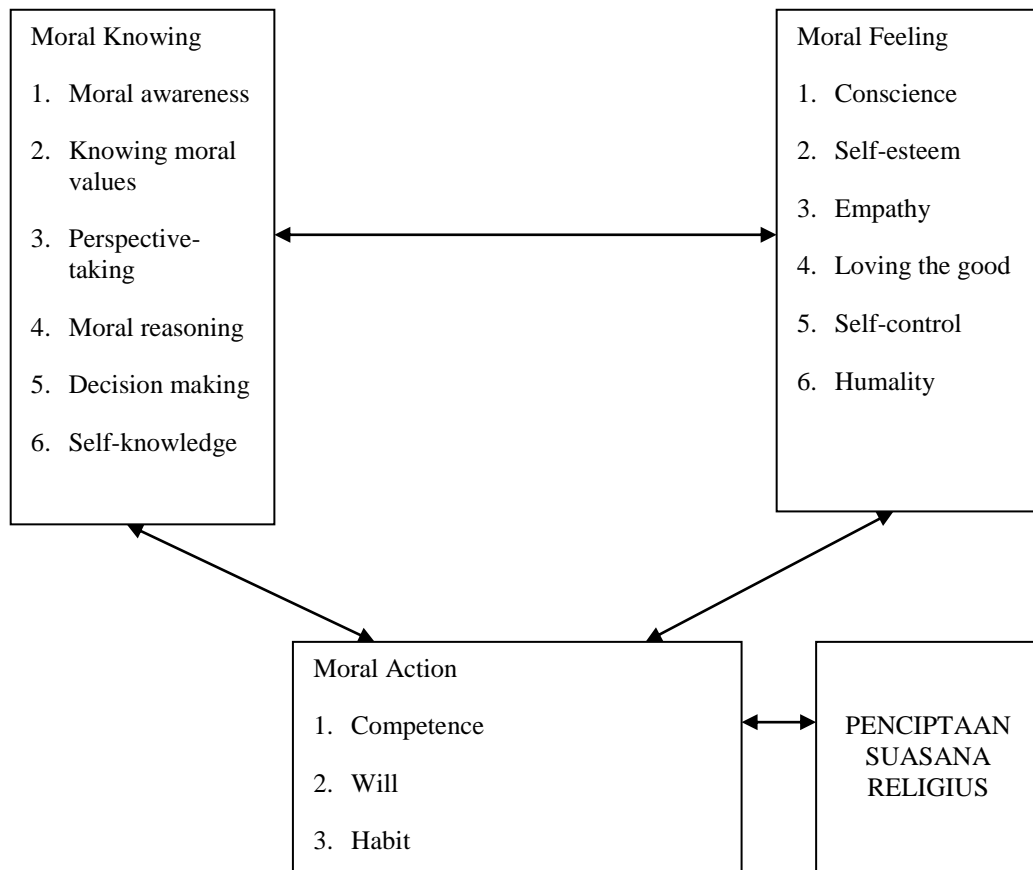 Moral Knowing
1. Moral awareness
2. Knowing moral
values
3. Perspective-
taking
4. Moral reasoning
5. Decision making
6. Self-knowledge
Moral Feeling
1. Conscience
2. Self-esteem
3. Empathy
4. Loving the good
5. Self-control
6. Humality
Moral Action
1. Competence
2. Will
3. Habit
PENCIPTAAN
SUASANA
RELIGIUS